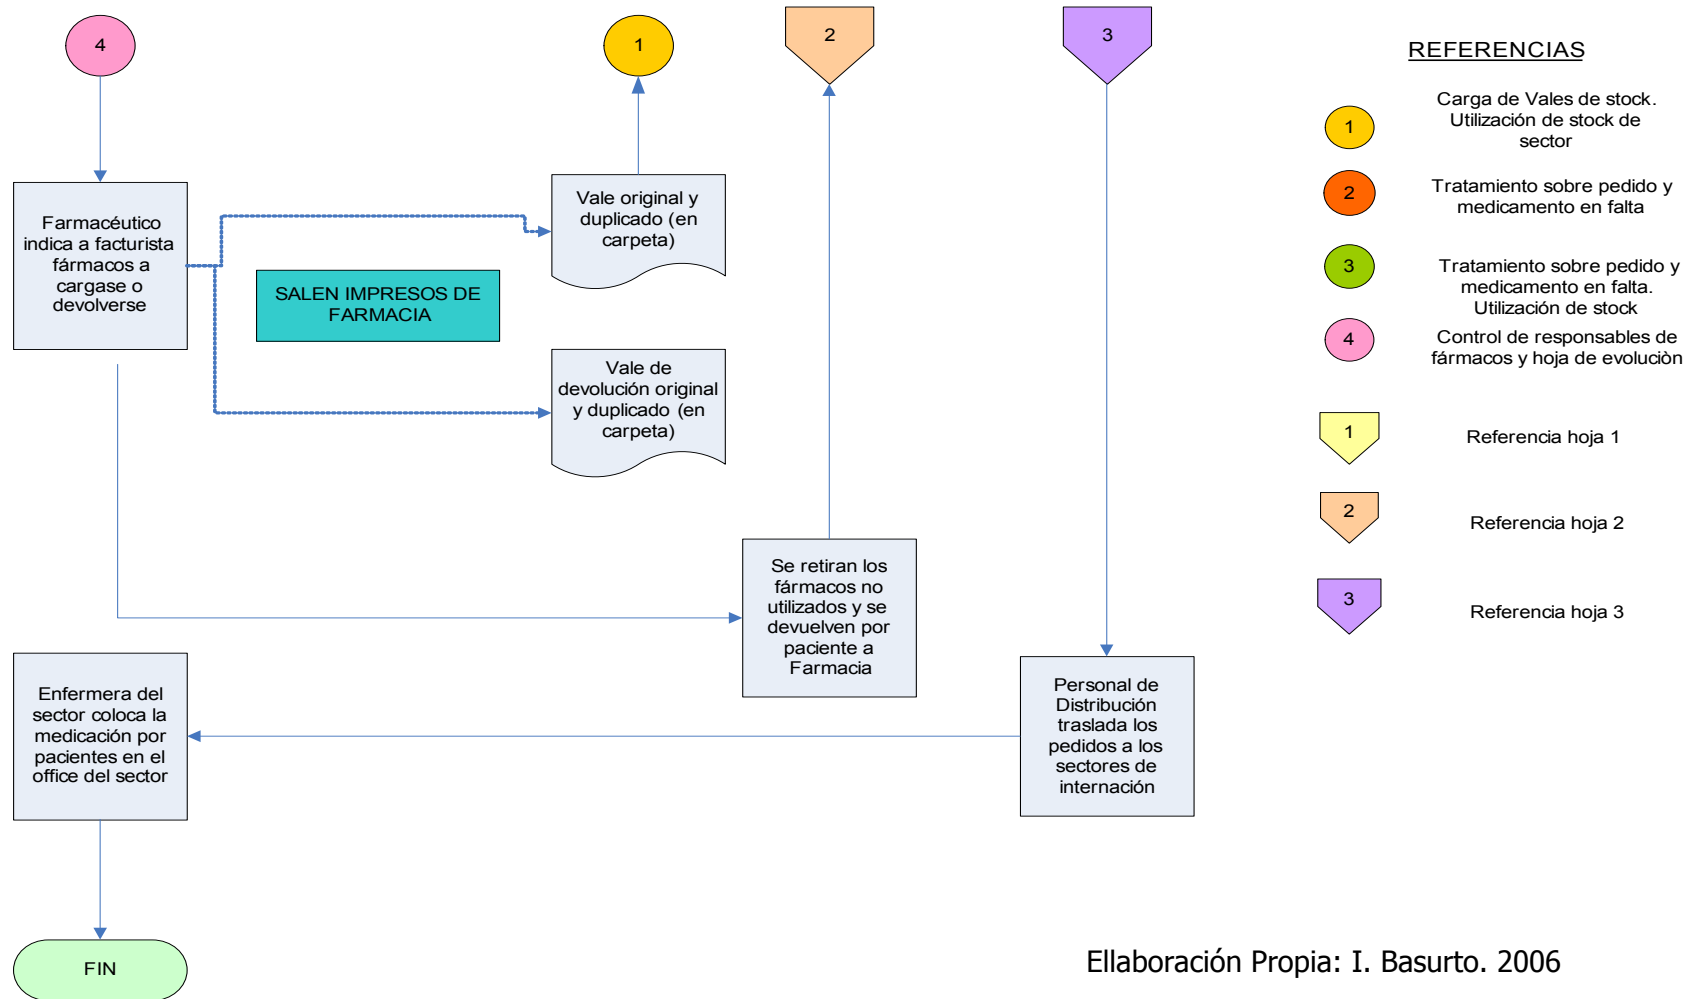 4
1
2
3
Farmacéutico
indica a facturista
fármacos a
cargase o
devolverse
SALEN IMPRESOS DE
FARMACIA
Vale original y
duplicado (en
carpeta)
Vale de
devolución original
y duplicado (en
carpeta)
Se retiran los
fármacos no
utilizados y se
devuelven por
paciente a
Farmacia
Personal de
Distribución
traslada los
pedidos a los
sectores de
internación
Enfermera del
sector coloca la
medicación por
pacientes en el
office del sector
FIN
REFERENCIAS
1
Carga de Vales de stock.
Utilización de stock de
sector
2
Tratamiento sobre pedido y
medicamento en falta
3
Tratamiento sobre pedido y
medicamento en falta.
Utilización de stock
4
Control de responsables de
fármacos y hoja de evoluciòn
1
Referencia hoja 1
2
Referencia hoja 2
3
Referencia hoja 3
Ellaboración Propia: I. Basurto. 2006